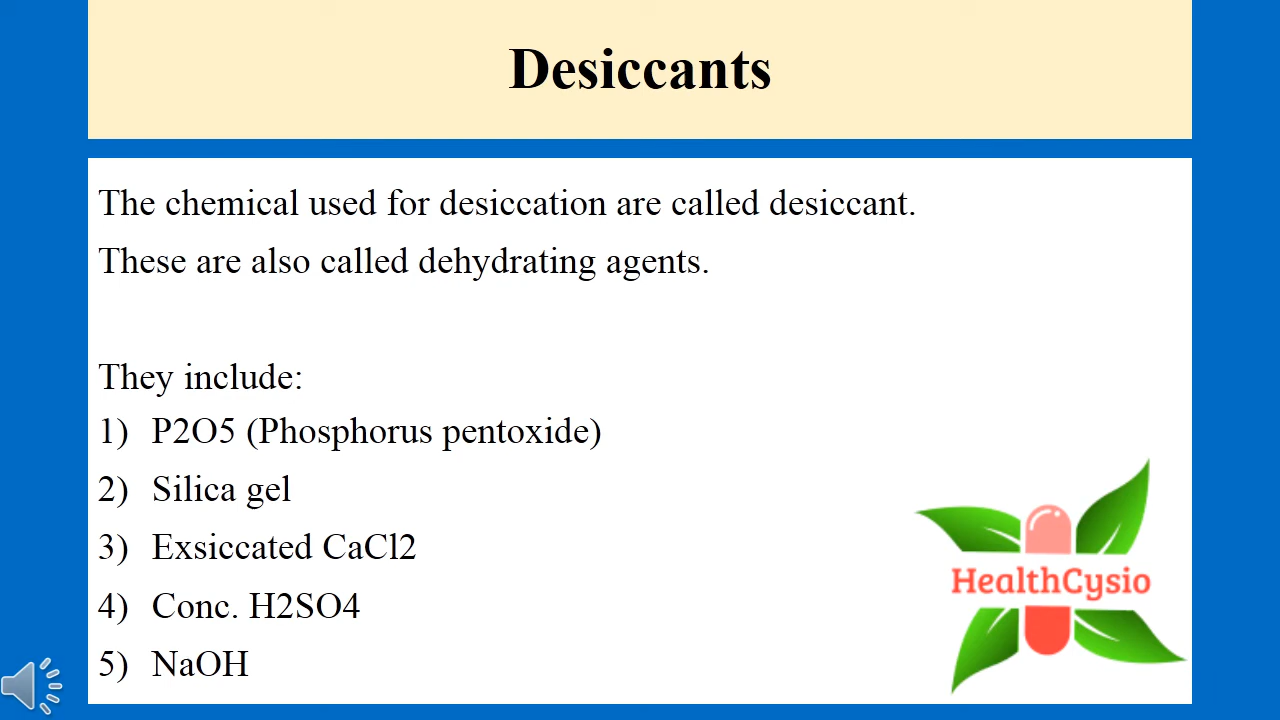 Desiccants
The chemical used for desiccation are called desiccant.
These are also called dehydrating agents.
They include:
1) P2O5 (Phosphorus pentoxide)
2) Silica gel
3) Exsiccated CaCl2
4) Conc. H2SO4
5) NaOH
HealthCysio